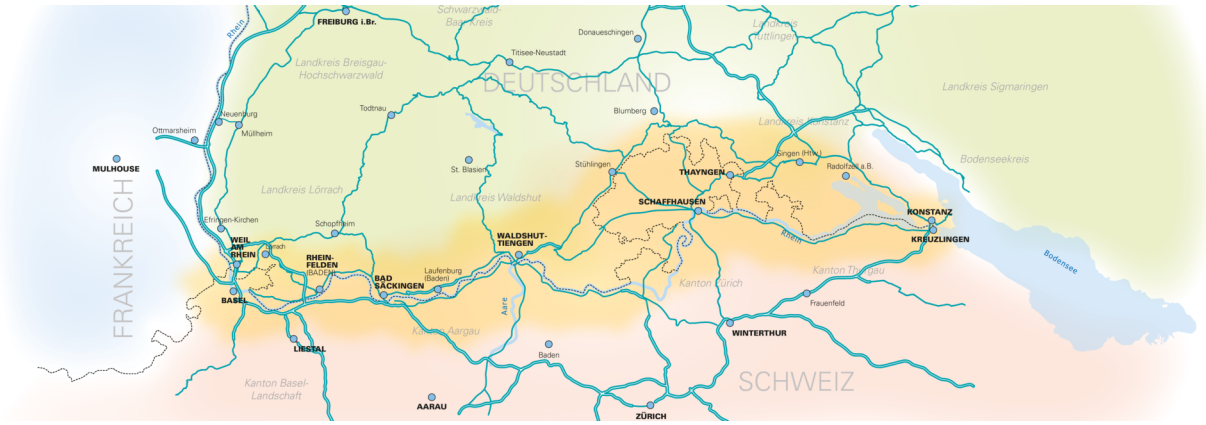 Schwarzwald-
Baar-Kreis
FREIBURG i.Br.
Rhein
Donaueschingen
Landkreis
Tuttlingen
Titisee-Neustadt
Landkreis Breisgau-
Hochschwarzwald
DEUTSCHLAND
Landkreis Sigmaringen
Todtnau
Blumberg
Neuenburg
Müllheim
Ottmarsheim
Landkreis Konstanz
MULHOUSE
St. Blasien
Stühlingen
Singen (Htw.)
Bodenseekreis
THAYNGEN
Radolfzell a.B.
FRANKREICH
Landkreis Lörrach
Landkreis Waldshut
SCHAFFHAUSEN
Efringen-Kirchen
Schopfheim
KONSTANZ
KREUZLINGEN
WEIL
AM
RHEIN
Lörrach
WALDSHUT-
TIENGEN
Rhein
Bodensee
RHEIN-
FELDEN
(BADEN)
BAD
SÄCKINGEN
Laufenburg
(Baden)
Kanton Thurgau
Kanton Zürich
BASEL
Aare
Frauenfeld
Kanton Aargau
WINTERTHUR
LIESTAL
Baden
Kanton Basel-
Landschaft
SCHWEIZ
AARAU
ZÜRICH